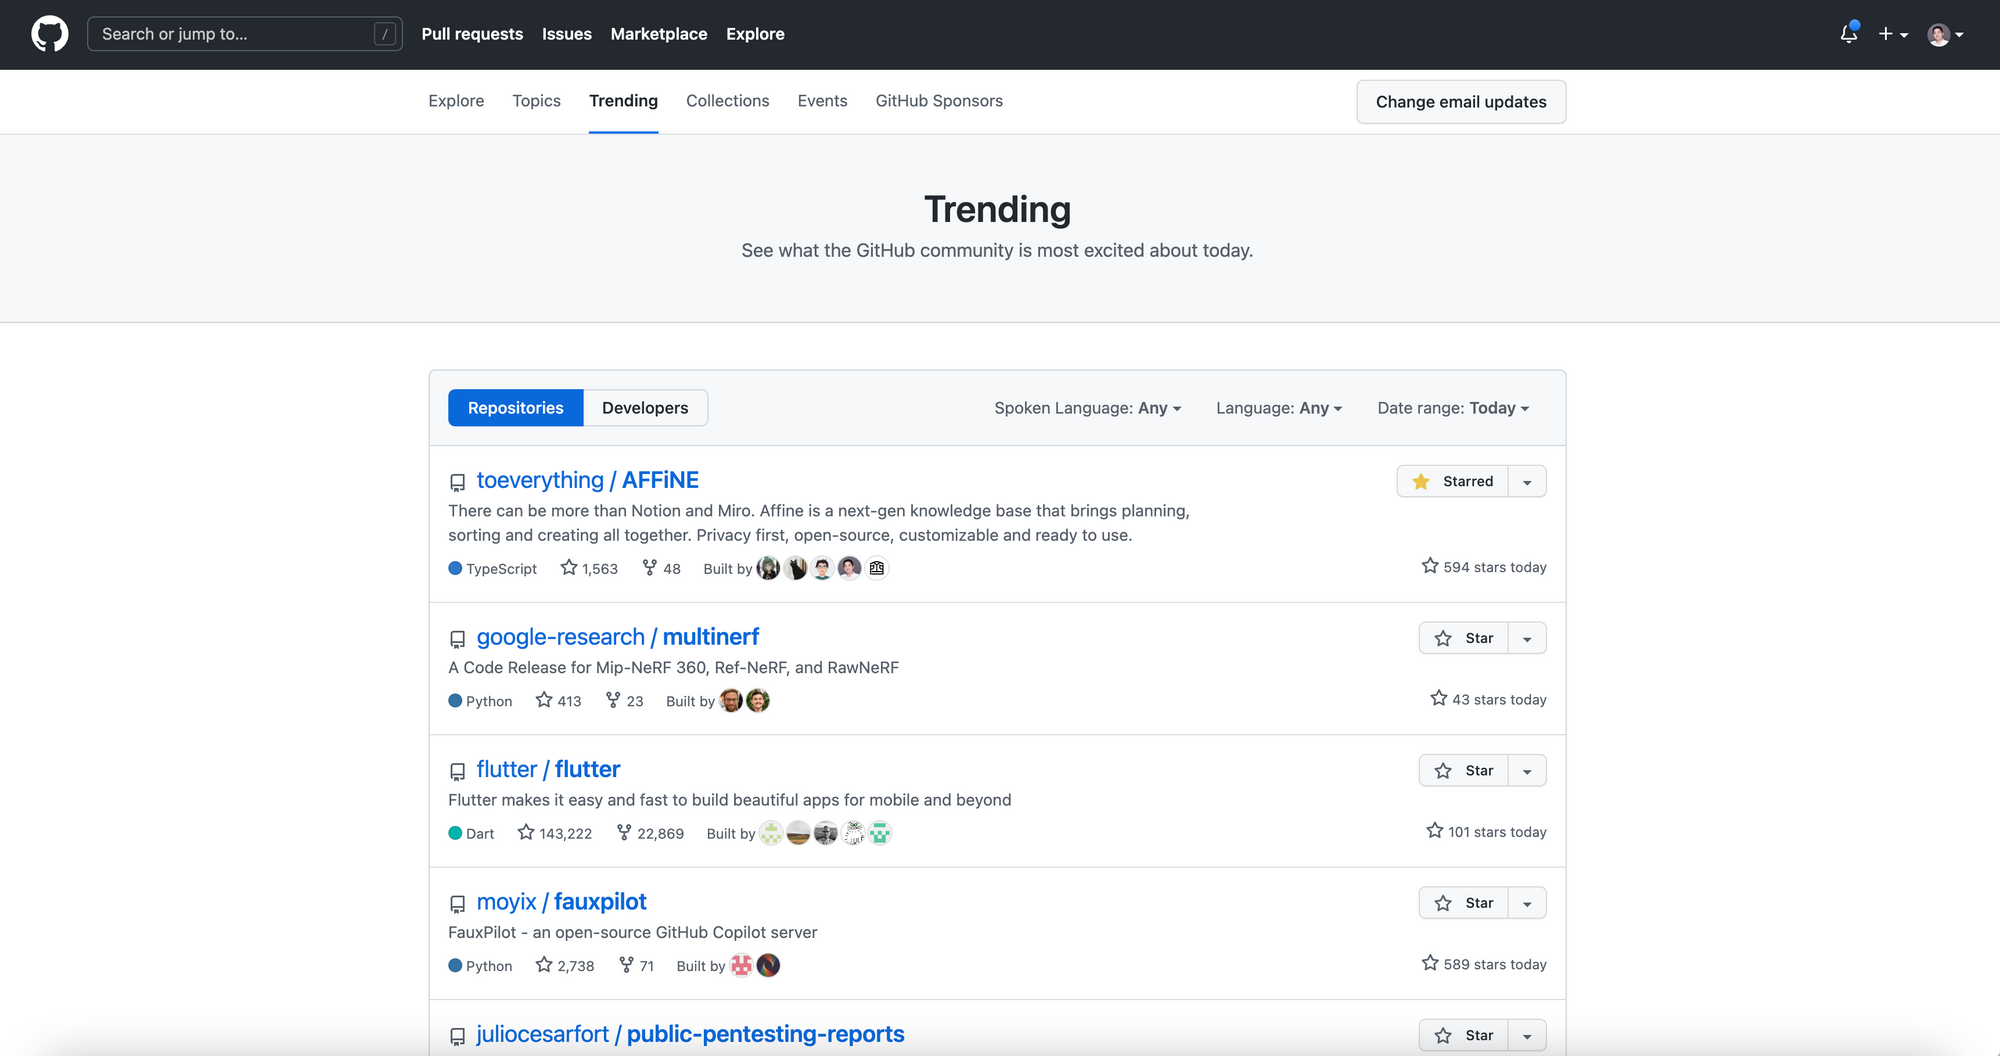 Search or jump to... /
Pull requests Issues Marketplace Explore
Explore Topics Trending Collections Events GitHub Sponsors
Change email updates
Trending
See what the GitHub community is most excited about today.
Repositories Developers
Spoken Language: Any Language: Any Date range: Today
toeverything / AFFiNE
Starred
There can be more than Notion and Miro. Affine is a next-gen knowledge base that brings planning,
sorting and creating all together. Privacy first, open-source, customizable and ready to use.
TypeScript 1,563 48 Built by
594 stars today
google-research / multinerf
Star
A Code Release for Mip-NeRF 360, Ref-NeRF, and RawNeRF
Python 413 23 Built by
43 stars today
flutter / flutter
Star
Flutter makes it easy and fast to build beautiful apps for mobile and beyond
Dart 143,222 22,869 Built by
101 stars today
moyix / fauxpilot
Star
FauxPilot - an open-source GitHub Copilot server
Python 2,738 71 Built by
589 stars today
juliocesarfort / public-pentesting-reports
Star